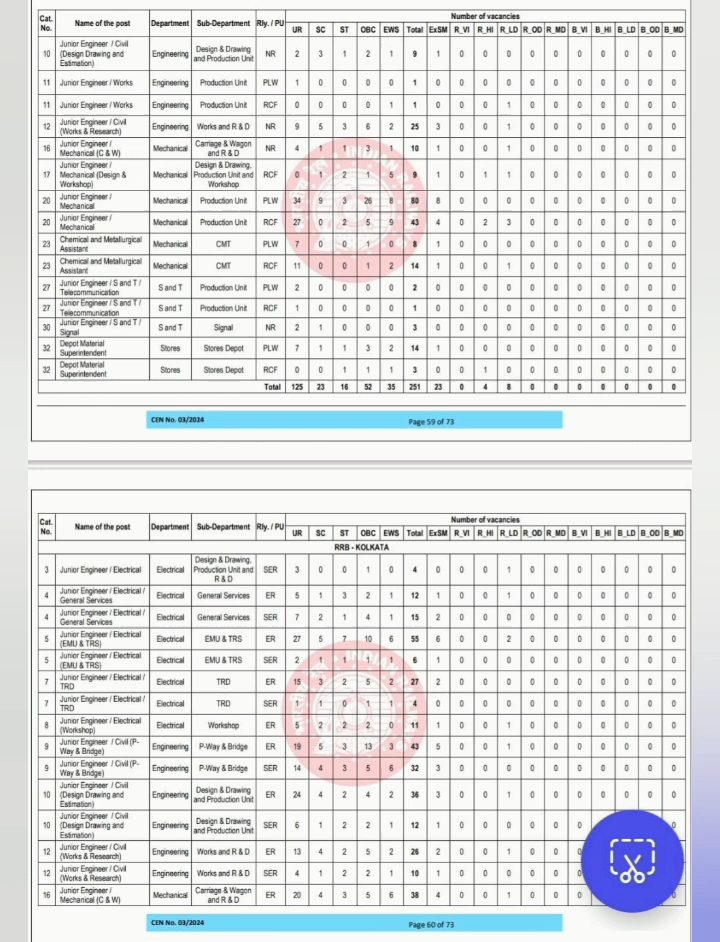 Cat. No. Name of the post Department Sub-Department Rly. / PU Number of vacancies
UR SC ST OBC EWS Total ExSM R_VI R_HI R_LD R_OD R_MD B_VI B_HI B_LD B_OD B_MD
10 Junior Engineer / Civil (Design Drawing and Estimation) Engineering Design & Drawing and Production Unit NR 2 3 1 2 1 9 1 0 0 0 0 0 0 0 0 0 0
11 Junior Engineer / Works Engineering Production Unit PLW 1 0 0 0 0 1 0 0 0 0 0 0 0 0 0 0 0
11 Junior Engineer / Works Engineering Production Unit RCF 0 0 0 0 1 1 0 0 0 1 0 0 0 0 0 0 0
12 Junior Engineer / Civil (Works & Research) Engineering Works and R & D NR 9 5 3 6 2 25 3 0 0 1 0 0 0 0 0 0 0
16 Junior Engineer / Mechanical (C & W) Mechanical Carriage & Wagon and R & D NR 4 1 1 3 1 10 1 0 0 1 0 0 0 0 0 0 0
17 Junior Engineer / Mechanical (Design & Workshop) Mechanical Design & Drawing, Production Unit and Workshop RCF 0 1 2 1 5 9 1 0 1 1 0 0 0 0 0 0 0
20 Junior Engineer / Mechanical Mechanical Production Unit PLW 34 9 3 26 8 80 8 0 0 0 0 0 0 0 0 0 0
20 Junior Engineer / Mechanical Mechanical Production Unit RCF 27 0 2 5 9 43 4 0 2 3 0 0 0 0 0 0 0
23 Chemical and Metallurgical Assistant Mechanical CMT PLW 7 0 0 1 0 8 1 0 0 0 0 0 0 0 0 0 0
23 Chemical and Metallurgical Assistant Mechanical CMT RCF 11 0 0 1 2 14 1 0 0 1 0 0 0 0 0 0 0
27 Junior Engineer / S and T / Telecommunication S and T Production Unit PLW 2 0 0 0 0 2 0 0 0 0 0 0 0 0 0 0 0
27 Junior Engineer / S and T / Telecommunication S and T Production Unit RCF 1 0 0 0 0 1 0 0 0 0 0 0 0 0 0 0 0
30 Junior Engineer / S and T / Signal S and T Signal NR 2 1 0 0 0 3 0 0 0 0 0 0 0 0 0 0 0
32 Depot Material Superintendent Stores Stores Depot PLW 7 1 1 3 2 14 1 0 0 0 0 0 0 0 0 0 0
32 Depot Material Superintendent Stores Stores Depot RCF 0 0 1 1 1 3 0 0 1 0 0 0 0 0 0 0 0
Total 125 23 16 52 35 251 23 0 4 8 0 0 0 0 0 0 0
CEN No. 03/2024 Page 59 of 73
Cat. No. Name of the post Department Sub-Department Rly. / PU Number of vacancies
UR SC ST OBC EWS Total ExSM R_VI R_HI R_LD R_OD R_MD B_VI B_HI B_LD B_OD B_MD
RRB - KOLKATA
3 Junior Engineer / Electrical Electrical Design & Drawing, Production Unit and R & D SER 3 0 0 1 0 4 0 0 0 1 0 0 0 0 0 0 0
4 Junior Engineer / Electrical / General Services Electrical General Services ER 5 1 3 2 1 12 1 0 0 1 0 0 0 0 0 0 0
4 Junior Engineer / Electrical / General Services Electrical General Services SER 7 2 1 4 1 15 2 0 0 0 0 0 0 0 0 0 0
5 Junior Engineer / Electrical (EMU & TRS) Electrical EMU & TRS ER 27 5 7 10 6 55 6 0 0 2 0 0 0 0 0 0 0
5 Junior Engineer / Electrical (EMU & TRS) Electrical EMU & TRS SER 2 1 1 1 1 6 1 0 0 0 0 0 0 0 0 0 0
7 Junior Engineer / Electrical / TRD Electrical TRD ER 15 3 2 5 2 27 2 0 0 0 0 0 0 0 0 0 0
7 Junior Engineer / Electrical / TRD Electrical TRD SER 1 1 0 1 1 4 0 0 0 0 0 0 0 0 0 0 0
8 Junior Engineer / Electrical (Workshop) Electrical Workshop ER 5 2 2 2 0 11 1 0 0 1 0 0 0 0 0 0 0
9 Junior Engineer / Civil (P-Way & Bridge) Engineering P-Way & Bridge ER 19 5 3 13 3 43 5 0 0 1 0 0 0 0 0 0 0
9 Junior Engineer / Civil (P-Way & Bridge) Engineering P-Way & Bridge SER 14 4 3 5 6 32 3 0 0 0 0 0 0 0 0 0 0
10 Junior Engineer / Civil (Design Drawing and Estimation) Engineering Design & Drawing and Production Unit ER 24 4 2 4 2 36 3 0 0 1 0 0 0 0 0 0 0
10 Junior Engineer / Civil (Design Drawing and Estimation) Engineering Design & Drawing and Production Unit SER 6 1 2 2 1 12 1 0 0 0 0 0 0 0
12 Junior Engineer / Civil (Works & Research) Engineering Works and R & D ER 13 4 2 5 2 26 2 0 0 1 0 0 0
12 Junior Engineer / Civil (Works & Research) Engineering Works and R & D SER 4 1 2 2 1 10 1 0 0 0 0 0 0
16 Junior Engineer / Mechanical (C & W) Mechanical Carriage & Wagon and R & D ER 20 4 3 5 6 38 4 0 0 1 0 0 0 0 0 0 0
CEN No. 03/2024 Page 60 of 73